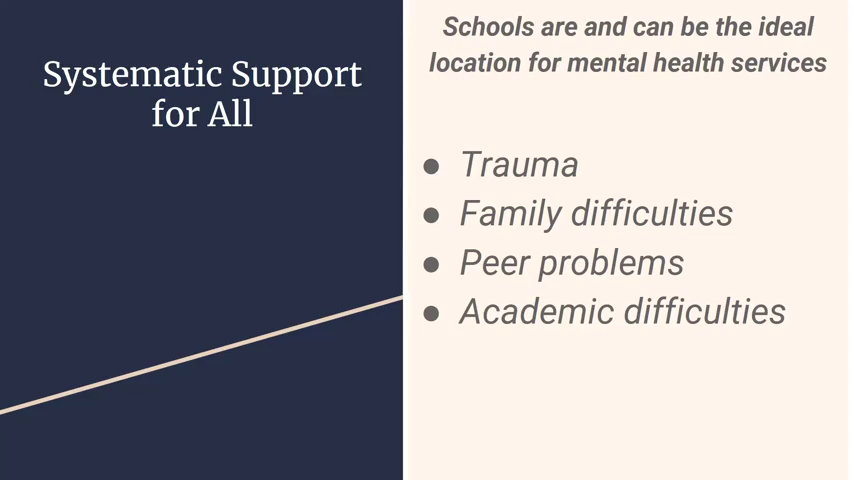 Systematic Support
for All
Schools are and can be the ideal
location for mental health services
● Trauma
● Family difficulties
● Peer problems
● Academic difficulties